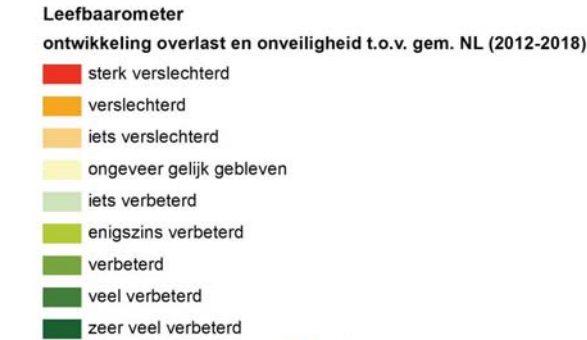 Leefbaarometer
ontwikkeling overlast en onveiligheid t.o.v. gem. NL (2012-2018)
sterk verslechterd
verslechterd
iets verslechterd
ongeveer gelijk gebleven
iets verbeterd
enigszins verbeterd
verbeterd
veel verbeterd
zeer veel verbeterd